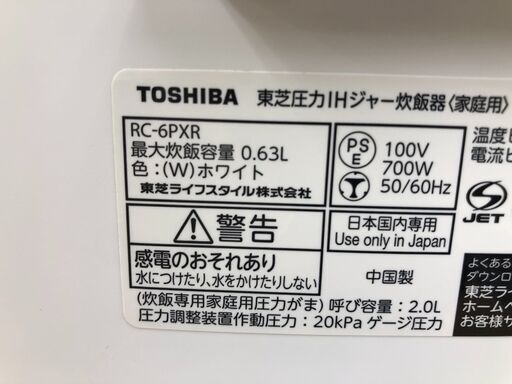 TOSHIBA 東芝圧力IHジャー炊飯器〈家庭用〉
RC-6PXR
最大炊飯容量 0.63L
色：(W)ホワイト
東芝ライフスタイル株式会社
PS
E
100V
700W
50/60Hz
温度
電流
JET
警告
感電のおそれあり
水につけたり、水をかけたりしない
日本国内専用
Use only in Japan
中国製
よくある
ダウンロ
東芝ライ
ホームペ
お客様サ
(炊飯専用家庭用圧力がま) 呼び容量：2.0L
圧力調整装置作動圧力：20kPa ゲージ圧力